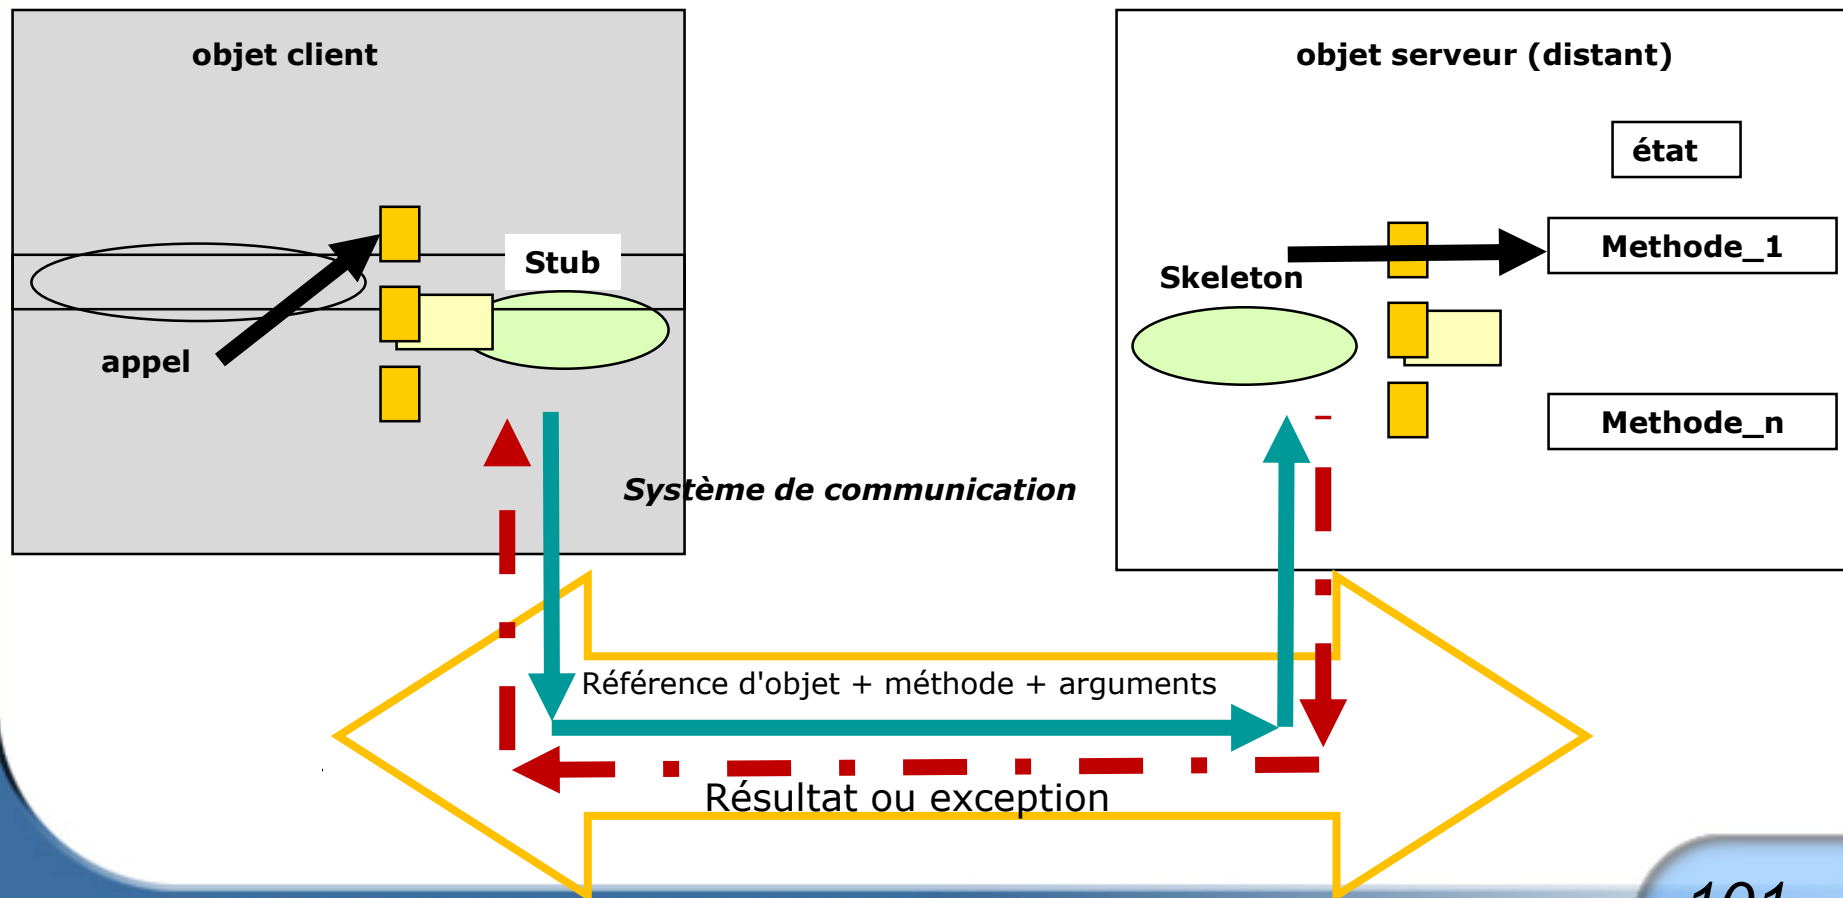 objet client
objet serveur (distant)
état
Stub
Methode_1
Skeleton
appel
Methode_n
Système de communication
Référence d'objet + méthode + arguments
Résultat ou exception
101